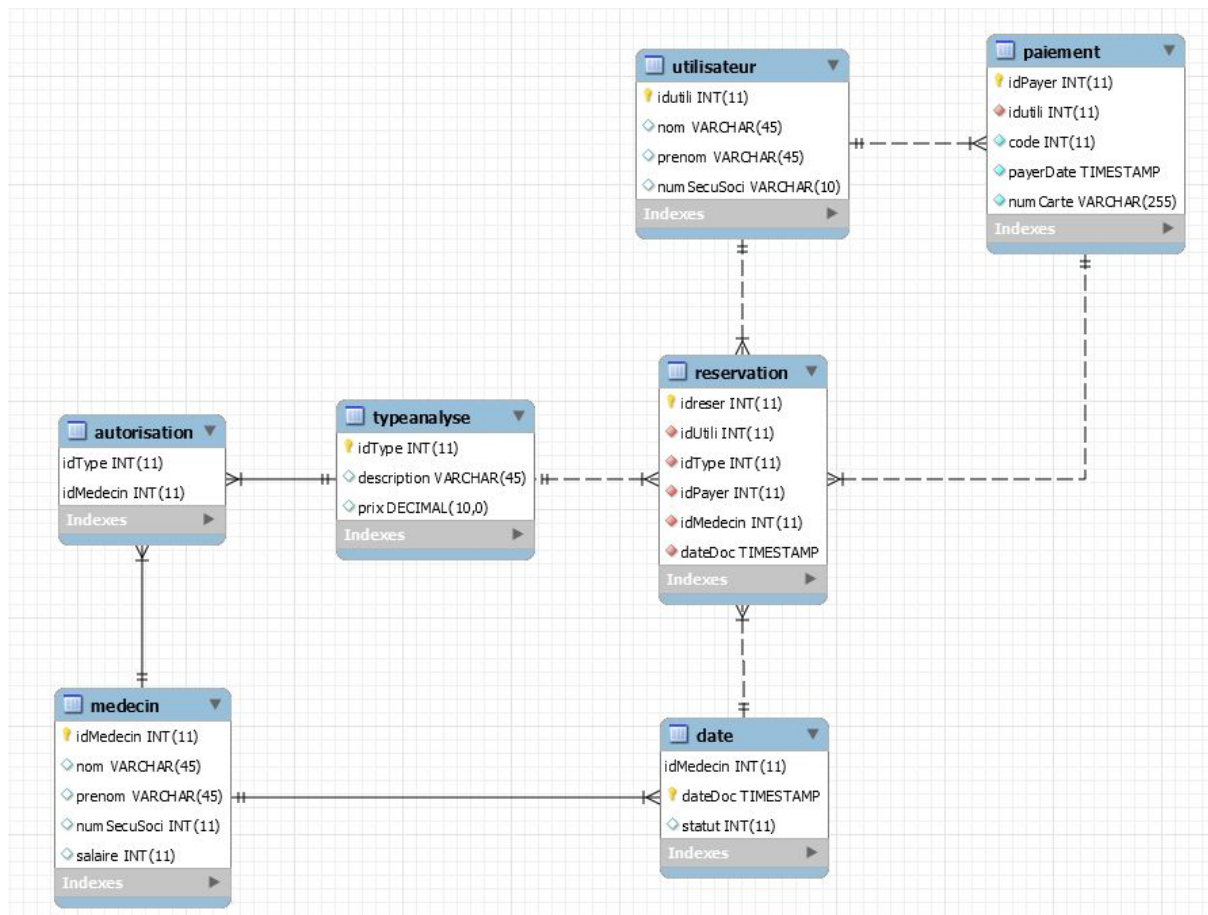 utilisateur
idutili INT(11)
nom VARCHAR(45)
prenom VARCHAR(45)
numSecuSoci VARCHAR(10)
Indexes
paiement
idPayer INT(11)
idutili INT(11)
code INT(11)
payerDate TIMESTAMP
numCarte VARCHAR(255)
Indexes
reservation
idreser INT(11)
idUtili INT(11)
idType INT(11)
idPayer INT(11)
idMedecin INT(11)
dateDoc TIMESTAMP
Indexes
typeanalyse
idType INT(11)
description VARCHAR(45)
prix DECIMAL(10,0)
Indexes
autorisation
idType INT(11)
idMedecin INT(11)
Indexes
medecin
idMedecin INT(11)
nom VARCHAR(45)
prenom VARCHAR(45)
numSecuSoci INT(11)
salaire INT(11)
Indexes
date
idMedecin INT(11)
dateDoc TIMESTAMP
statut INT(11)
Indexes